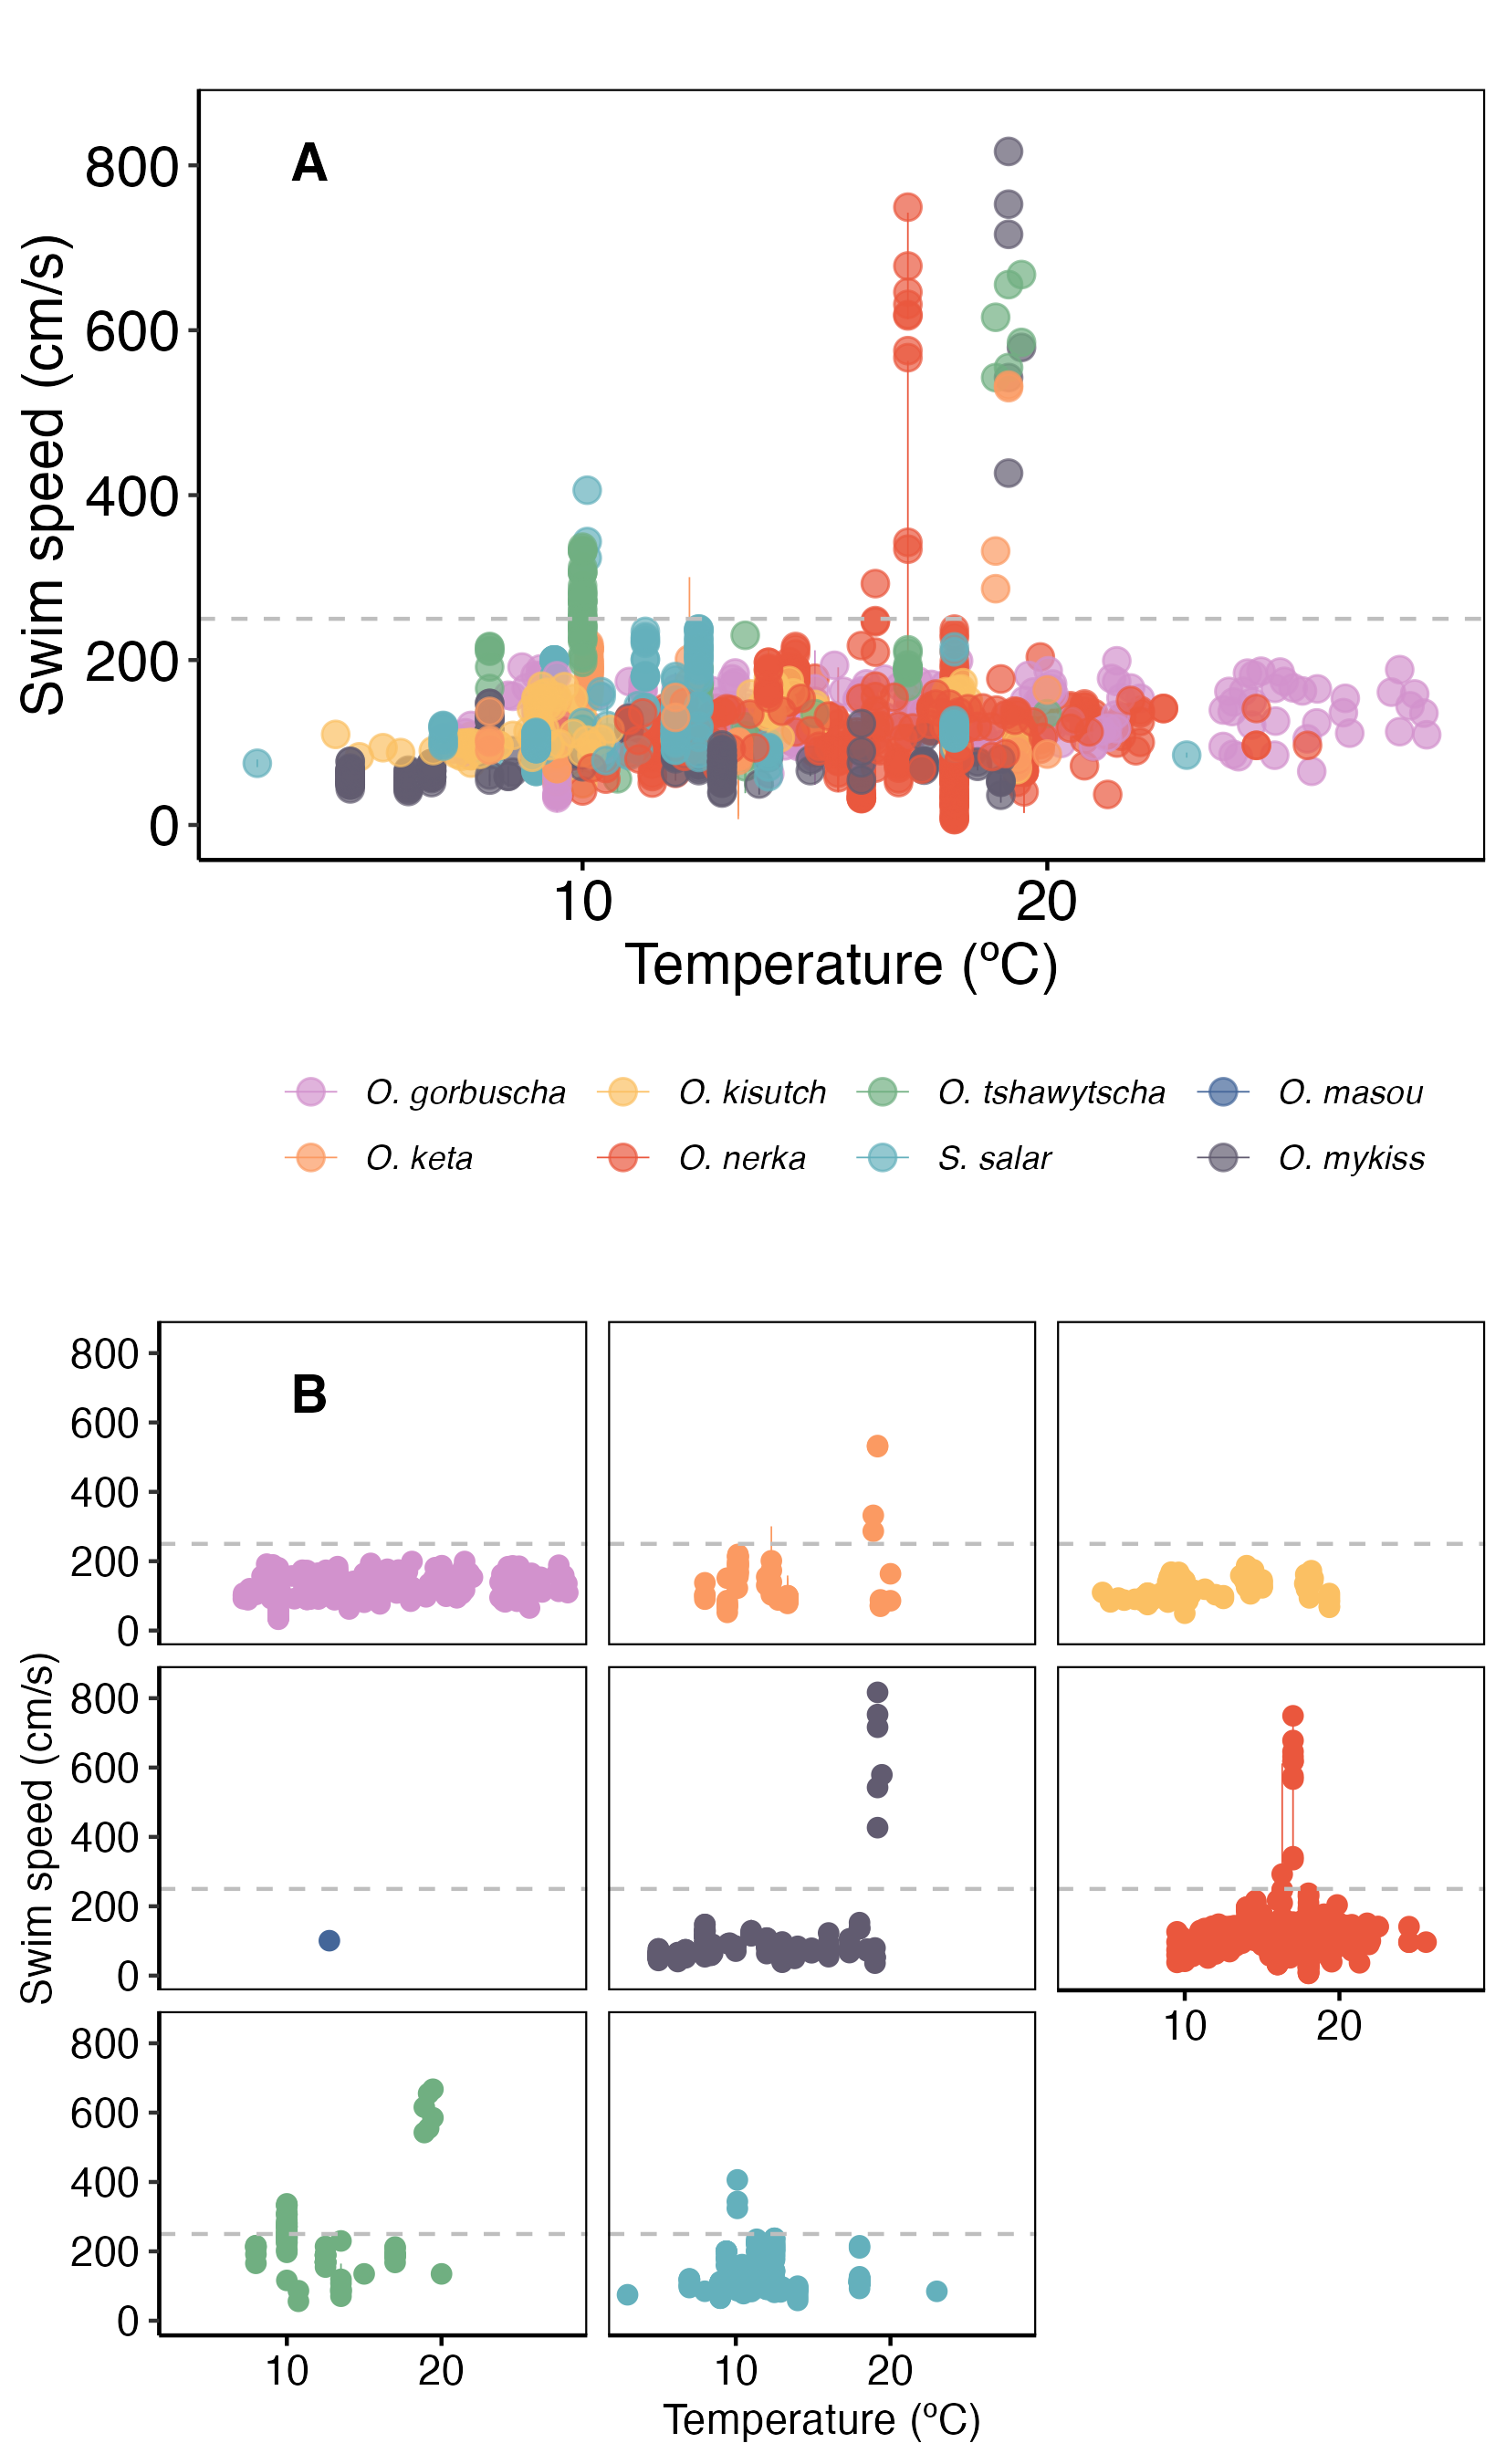 A
800
600
400
200
0
Swim speed (cm/s)
10 20
Temperature (ºC)
O. gorbuscha O. kisutch O. tshawytscha O. masou
O. keta O. nerka S. salar O. mykiss
B
800
600
400
200
0
800
600
400
200
0
Swim speed (cm/s)
10 20
800
600
400
200
0
10 20 10 20
Temperature (ºC)